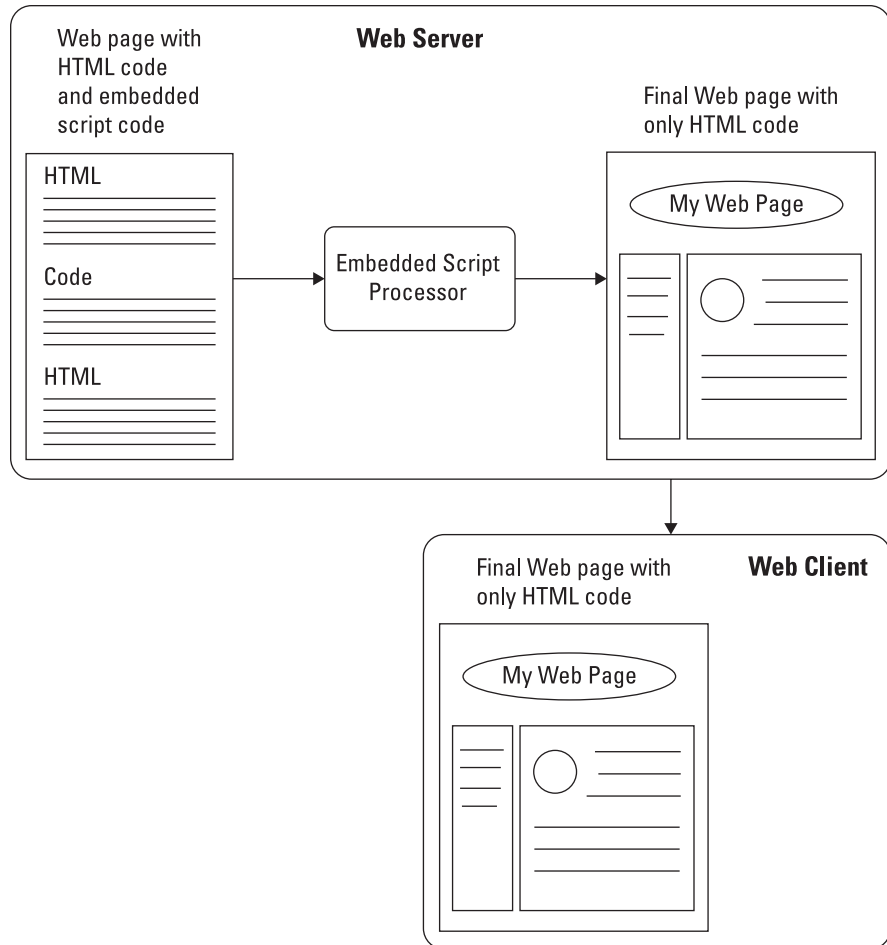 Web Server
Web page with
HTML code
and embedded
script code
HTML
Code
HTML
Embedded Script
Processor
Final Web page with
only HTML code
My Web Page
Web Client
Final Web page with
only HTML code
My Web Page